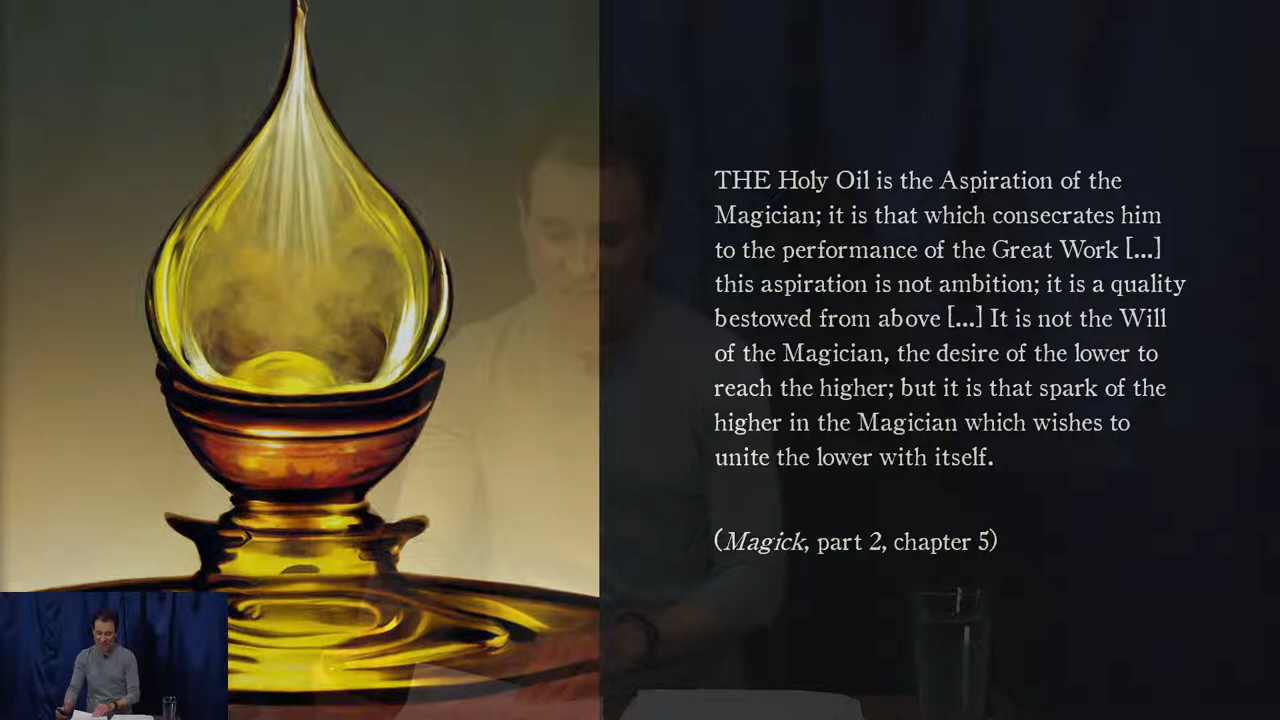 THE Holy Oil is the Aspiration of the
Magician; it is that which consecrates him
to the performance of the Great Work [...]
this aspiration is not ambition; it is a quality
bestowed from above [...] It is not the Will
of the Magician, the desire of the lower to
reach the higher; but it is that spark of the
higher in the Magician which wishes to
unite the lower with itself.
(Magick, part 2, chapter 5)